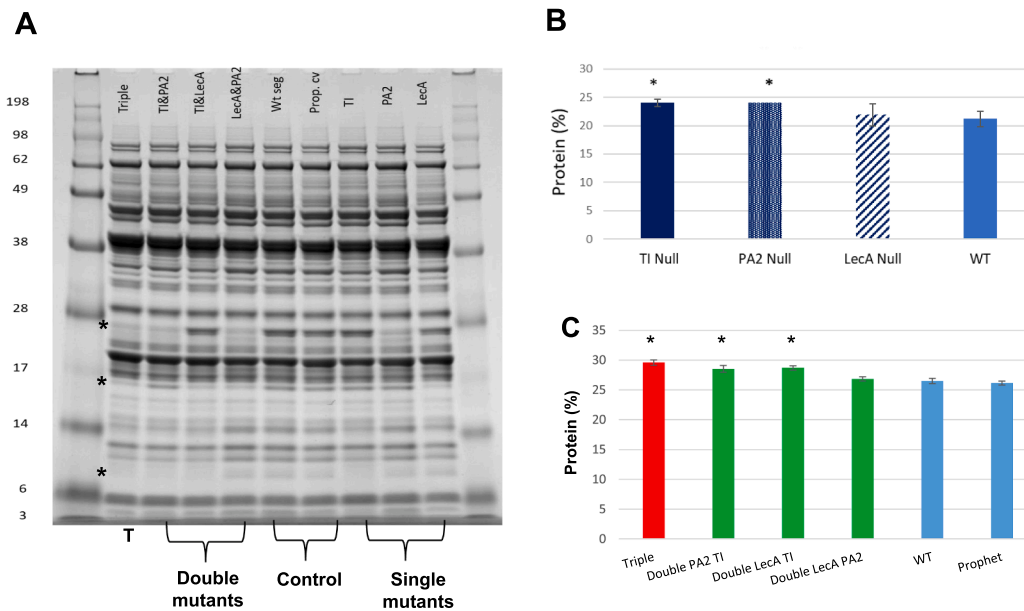 A
Triple
TI&PA2
TI&LecA
LecA&PA2
Wt seg
Prop. cv
TI
PA2
LecA
198
98
62
49
38
28
*
17
*
14
*
6
3
T
Double
mutants
Control
Single
mutants
B
Protein (%)
30
25
20
15
10
5
0
* *
TI Null PA2 Null LecA Null WT
C
Protein (%)
35
30
25
20
15
10
5
0
* * *
Triple Double PA2 TI Double LecA TI Double LecA PA2 WT Prophet